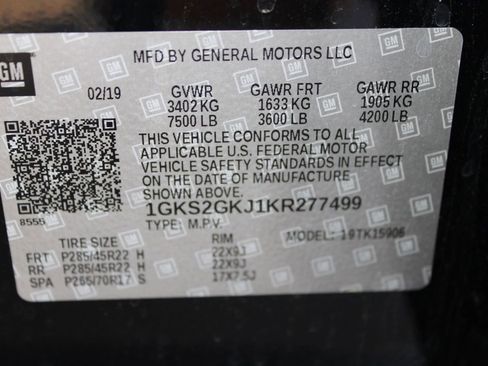 GM
MFD BY GENERAL MOTORS LLC
02/19 GVWR GAWR FRT GAWR RR
3402 KG 1633 KG 1905 KG
7500 LB 3600 LB 4200 LB
THIS VEHICLE CONFORMS TO ALL
APPLICABLE U.S. FEDERAL MOTOR
VEHICLE SAFETY STANDARDS IN EFFECT
ON THE DATE OF MANUFACTURE
SHOWN ABOVE.
8555
1GKS2GKJ1KR277499
TYPE: M.P.V. MODEL: 19TK15906
TIRE SIZE RIM
FRT P285/45R22 H 22X9J
RR P285/45R22 H 22X9J
SPA P265/70R17 S 17X7.5J